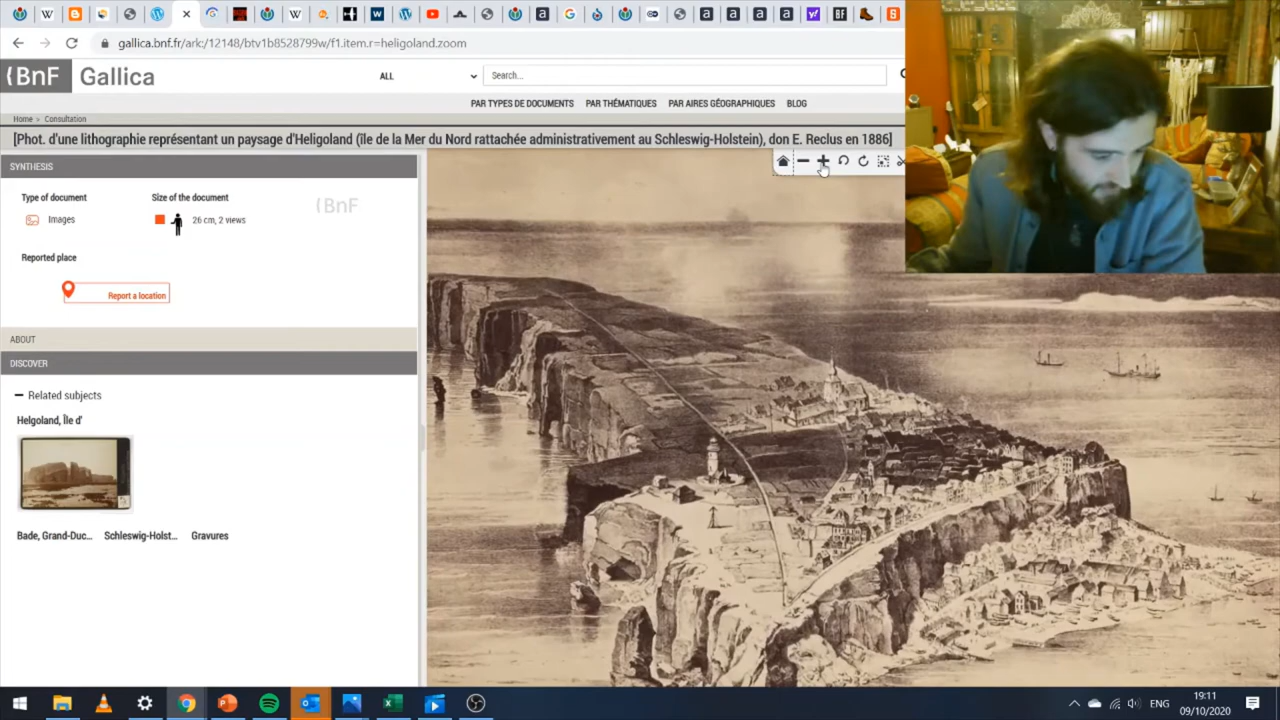 gallica.bnf.fr/ark:/12148/btv1b8528799w/f1.item.r=heligoland.zoom
BnF Gallica
ALL
Search...
PAR TYPES DE DOCUMENTS PAR THÉMATIQUES PAR AIRES GÉOGRAPHIQUES BLOG
Home > Consultation
[Phot. d'une lithographie représentant un paysage d'Heligoland (île de la Mer du Nord rattachée administrativement au Schleswig-Holstein), don E. Reclus en 1886]
SYNTHESIS
Type of document
Size of the document
BnF
Images
26 cm, 2 views
Reported place
Report a location
ABOUT
DISCOVER
Related subjects
Helgoland, Île d'
Bade, Grand-Duc... Schleswig-Holst... Gravures
ENG
19:11
09/10/2020